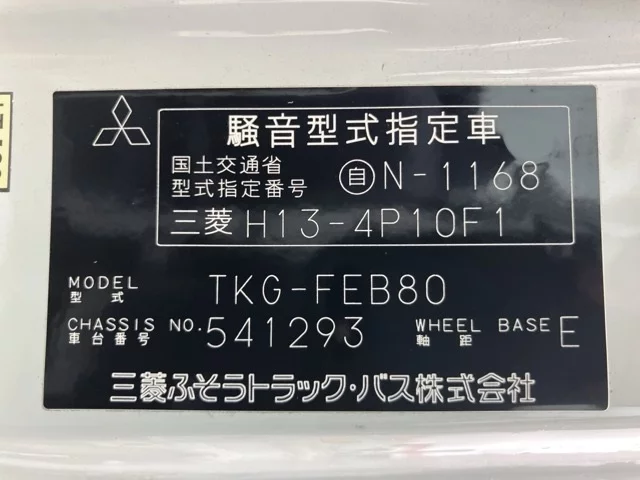 騒音型式指定車
国土交通省
型式指定番号 自N-1168
三菱 H13-4P10F1
MODEL
型式 TKG-FEB80
CHASSIS NO. 541293 WHEEL BASE E
車台番号 軸距
三菱ふそうトラック・バス株式会社